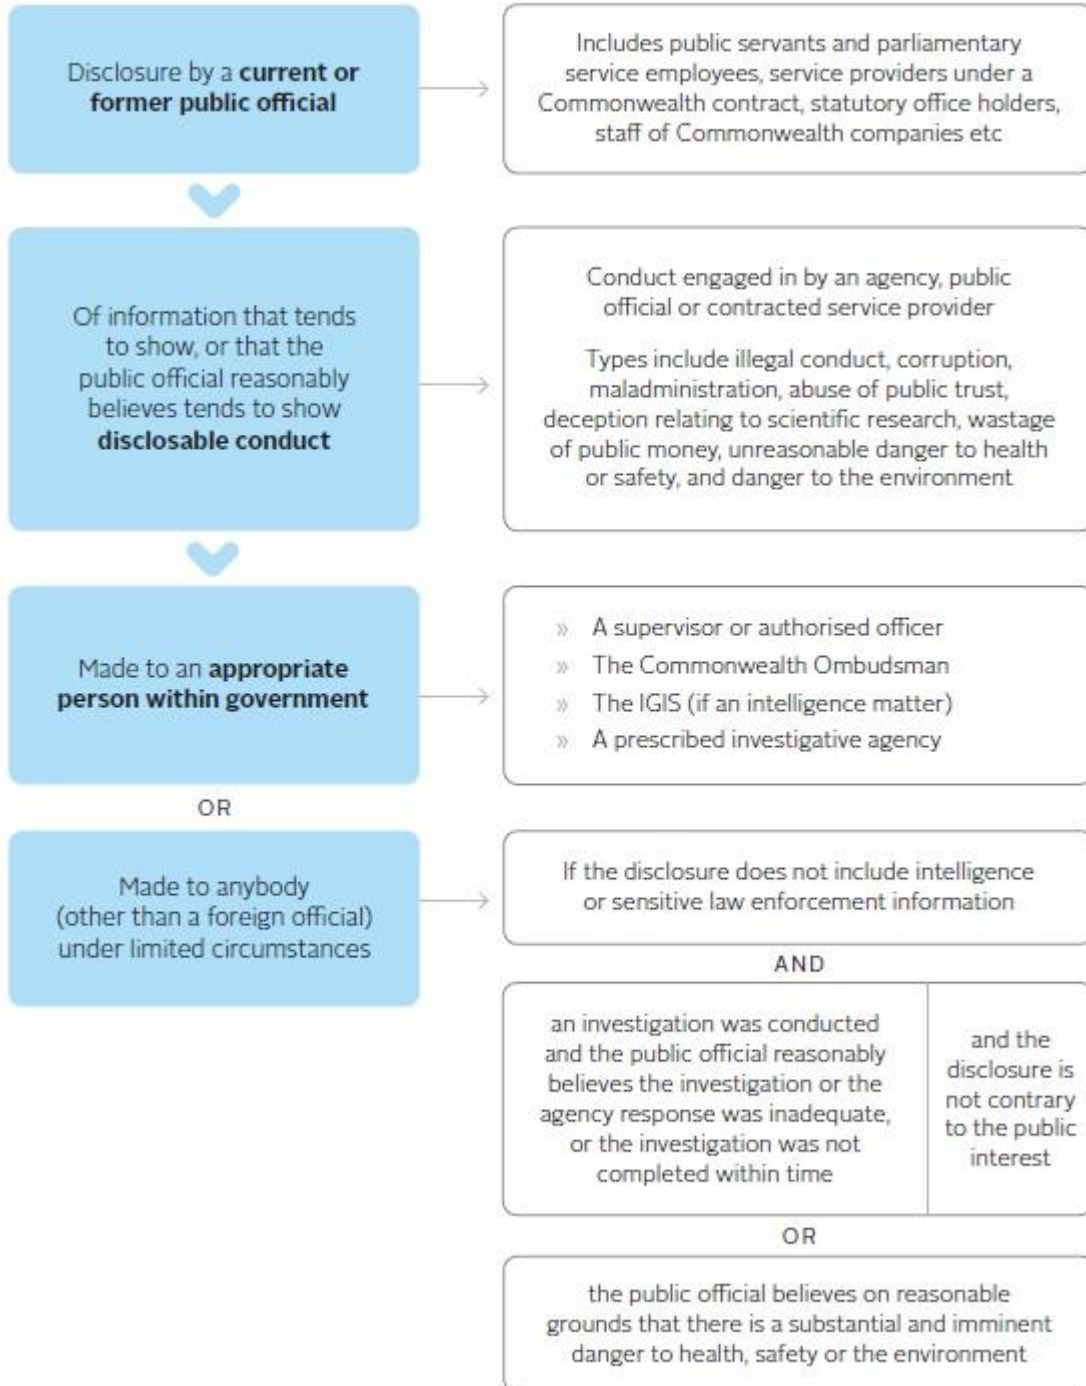 Disclosure by a current or
former public official
Includes public servants and parliamentary
service employees, service providers under a
Commonwealth contract, statutory office holders,
staff of Commonwealth companies etc
Of information that tends
to show, or that the
public official reasonably
believes tends to show
disclosable conduct
Conduct engaged in by an agency, public
official or contracted service provider
Types include illegal conduct, corruption,
maladministration, abuse of public trust,
deception relating to scientific research, wastage
of public money, unreasonable danger to health
or safety, and danger to the environment
Made to an appropriate
person within government
» A supervisor or authorised officer
» The Commonwealth Ombudsman
» The IGIS (if an intelligence matter)
» A prescribed investigative agency
OR
Made to anybody
(other than a foreign official)
under limited circumstances
If the disclosure does not include intelligence
or sensitive law enforcement information
AND
an investigation was conducted
and the public official reasonably
believes the investigation or the
agency response was inadequate,
or the investigation was not
completed within time
and the
disclosure is
not contrary
to the public
interest
OR
the public official believes on reasonable
grounds that there is a substantial and imminent
danger to health, safety or the environment